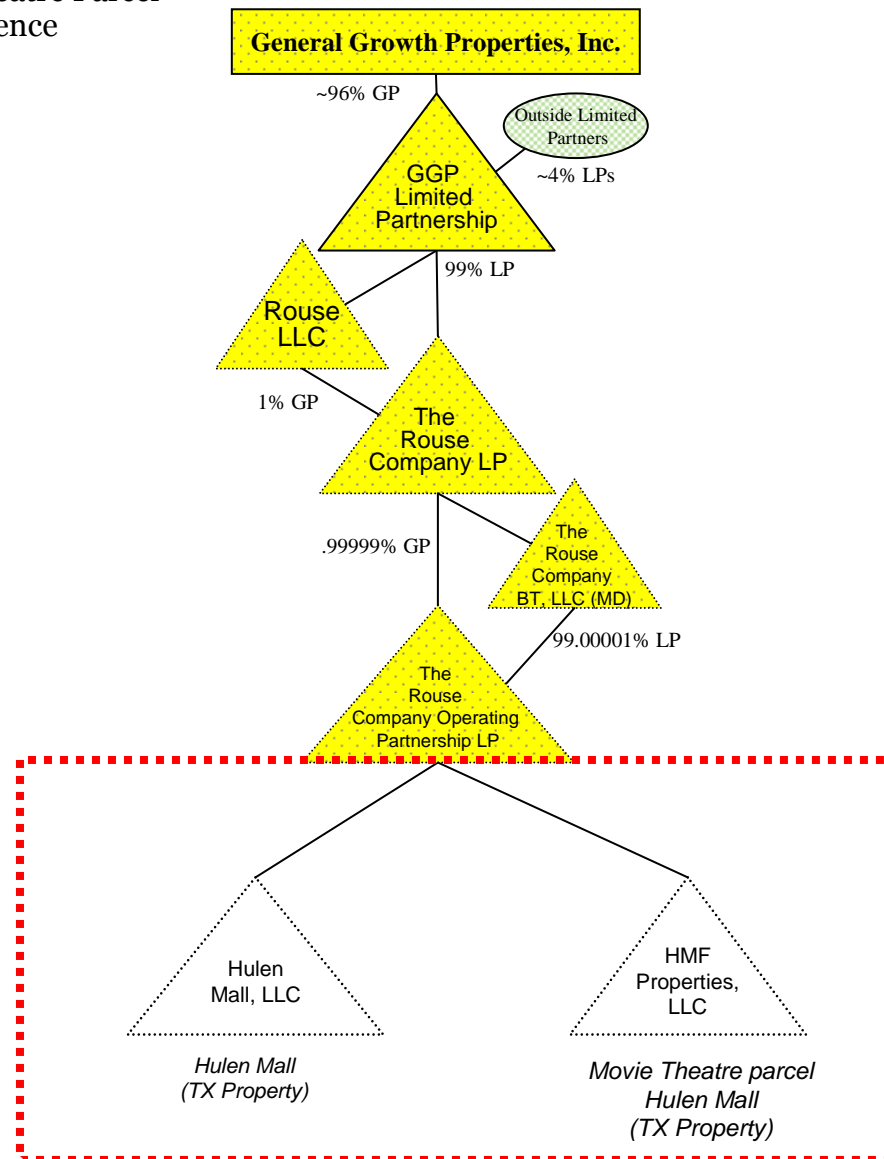 ence
General Growth Properties, Inc.
~96% GP
Outside Limited
Partners
~4% LPs
GGP
Limited
Partnership
99% LP
Rouse
LLC
1% GP
The
Rouse
Company LP
.99999% GP
The
Rouse
Company
BT, LLC (MD)
99.00001% LP
The
Rouse
Company Operating
Partnership LP
Hulen
Mall, LLC
HMF
Properties,
LLC
Hulen Mall
(TX Property)
Movie Theatre parcel
Hulen Mall
(TX Property)